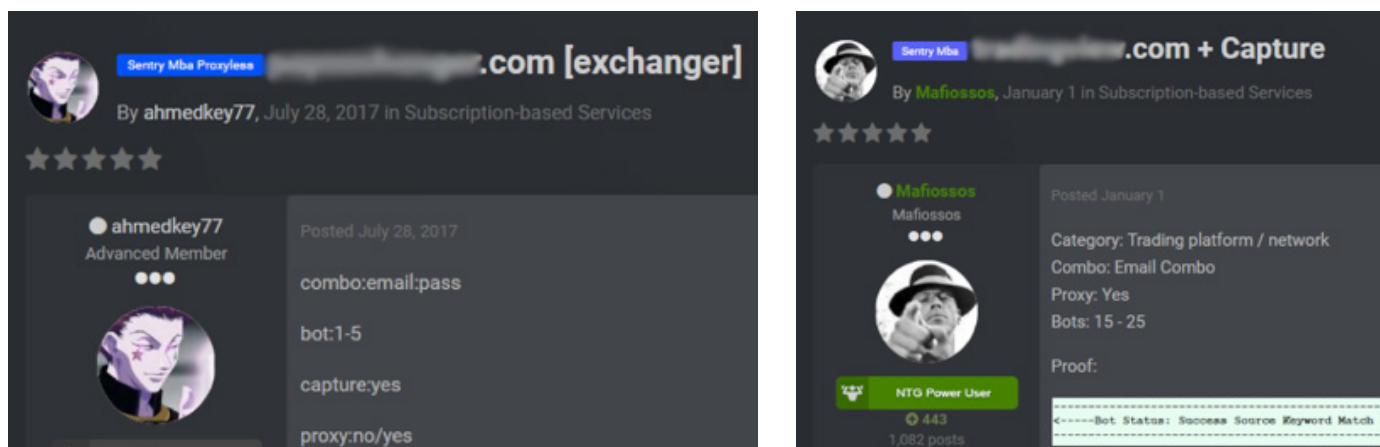 Sentry Mba Proxyless .com [exchanger]
By ahmedkey77, July 28, 2017 in Subscription-based Services
ahmedkey77
Advanced Member
Posted July 28, 2017
combo:email:pass
bot:1-5
capture:yes
proxy:no/yes
Sentry Mba .com + Capture
By Mafiossos, January 1 in Subscription-based Services
Mafiossos
Mafiossos
NTG Power User
443
1,082 posts
Posted January 1
Category: Trading platform / network
Combo: Email Combo
Proxy: Yes
Bots: 15 - 25
Proof:
<-----Bot Status: Success Source Keyword Match